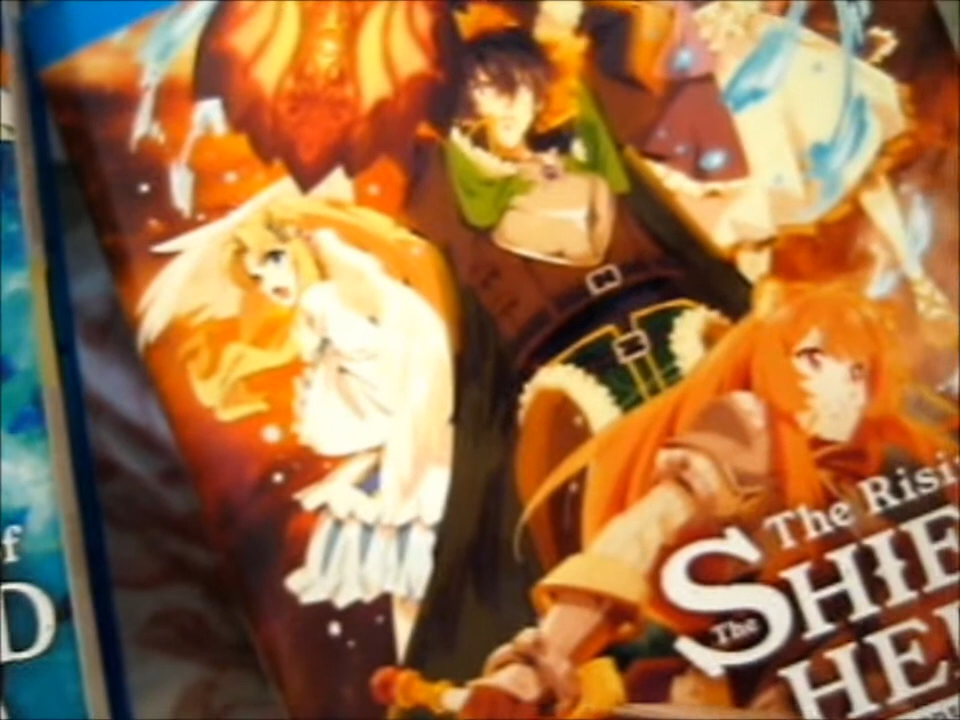 f
D
The Risi
SHIE
The
HE